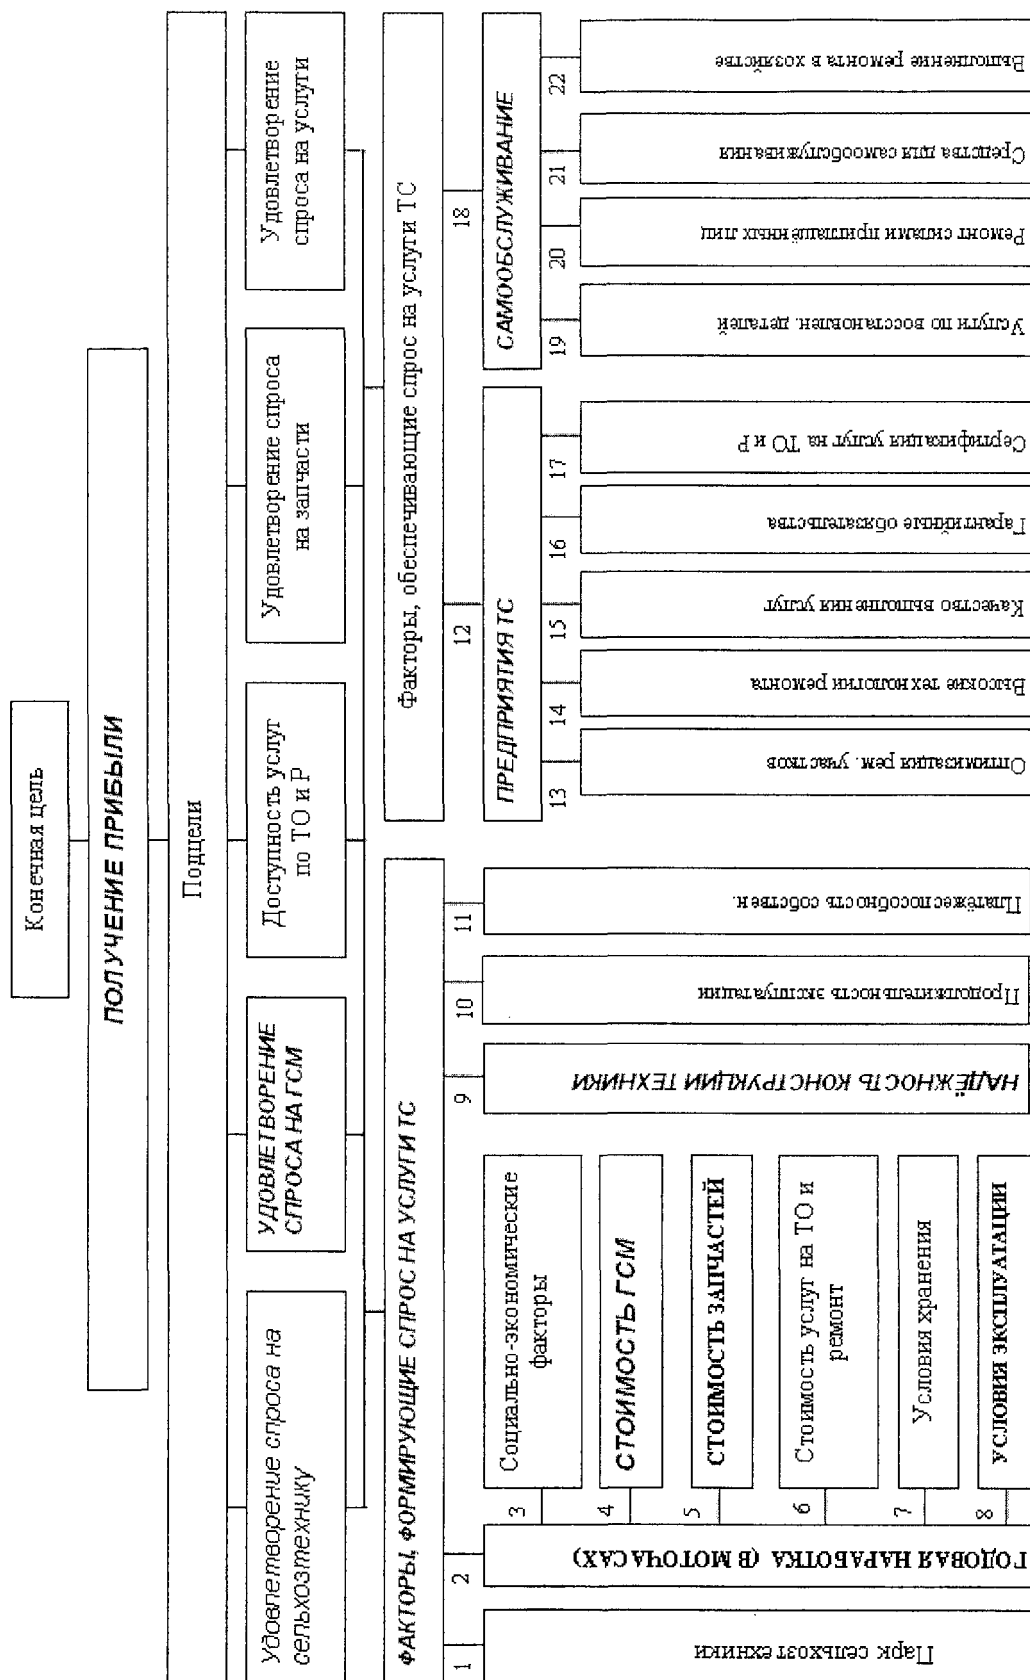 Конечная цель
ПОЛУЧЕНИЕ ПРИБЫЛИ
Подцели
Удовлетворение спроса на
сельхозтехнику
УДОВЛЕТВОРЕНИЕ
СПРОСА НА ГСМ
Доступность услуг
по ТО и Р
Удовлетворение спроса
на запчасти
Удовлетворение
спроса на услуги
ФАКТОРЫ, ФОРМИРУЮЩИЕ СПРОС НА УСЛУГИ ТС
Факторы, обеспечивающие спрос на услуги ТС
1
Парк сельхозтехники
2
ГОДОВАЯ НАРАБОТКА (В МОТОЧАСАХ)
3
Социально-экономические
факторы
4
СТОИМОСТЬ ГСМ
5
СТОИМОСТЬ ЗАПЧАСТЕЙ
6
Стоимость услуг на ТО и
ремонт
7
Условия хранения
8
УСЛОВИЯ ЭКСПЛУАТАЦИИ
9
НАДЁЖНОСТЬ КОНСТРУКЦИИ ТЕХНИКИ
10
Продолжительность эксплуатации
11
Платёжеспособность собствен.
12
ПРЕДПРИЯТИЯ ТС
13
Оптимизация рем. участков
14
Высокие технологии ремонта
15
Качество выполнения услуг
16
Гарантийные обязательства
17
Сертификация услуг на ТО и Р
18
САМООБСЛУЖИВАНИЕ
19
Услуги по восстановлен. деталей
20
Ремонт силами приглашённых лиц
21
Средства для самообслуживания
22
Выполнение ремонта в хозяйстве